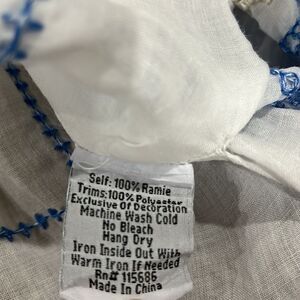 Self: 100% Ramie
Trims:100% Polyester
Exclusive Of Decoration
Machine Wash Cold
No Bleach
Hang Dry
Iron Inside Out With
Warm Iron If Needed
Rn# 115686
Made In China